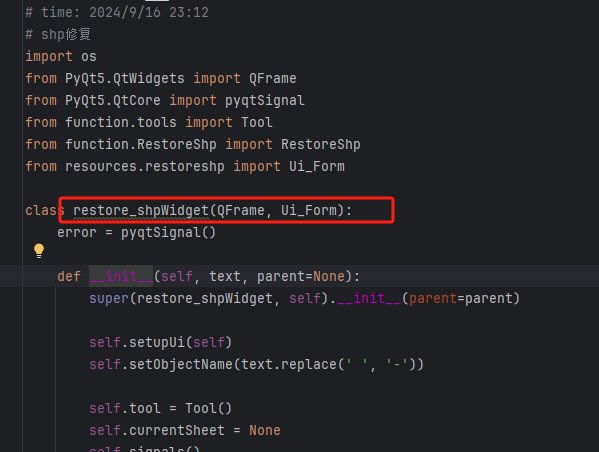 # time: 2024/9/16 23:12
# shp修复
import os
from PyQt5.QtWidgets import QFrame
from PyQt5.QtCore import pyqtSignal
from function.tools import Tool
from function.RestoreShp import RestoreShp
from resources.restoreshp import Ui_Form
class restore_shpWidget(QFrame, Ui_Form):
error = pyqtSignal()
def __init__(self, text, parent=None):
super(restore_shpWidget, self).__init__(parent=parent)
self.setupUi(self)
self.setObjectName(text.replace(' ', '-'))
self.tool = Tool()
self.currentSheet = None
self.signals()